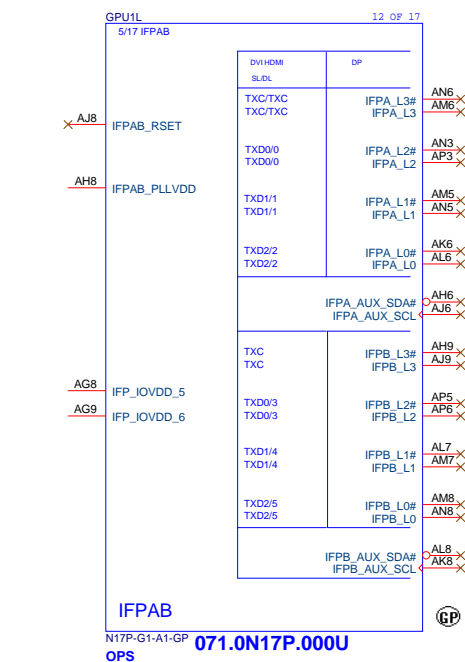 GPU1L 12 OF 17
5/17 IFPAB
DVI HDMI DP
SL/DL
TXC/TXC IFPA_L3# AN6
TXC/TXC IFPA_L3 AM6
AJ8 IFPAB_RSET
TXD0/0 IFPA_L2# AN3
TXD0/0 IFPA_L2 AP3
AH8 IFPAB_PLLVDD
TXD1/1 IFPA_L1# AM5
TXD1/1 IFPA_L1 AN5
TXD2/2 IFPA_L0# AK6
TXD2/2 IFPA_L0 AL6
IFPA_AUX_SDA# AH6
IFPA_AUX_SCL AJ6
TXC IFPB_L3# AH9
TXC IFPB_L3 AJ9
AG8 IFP_IOVDD_5
TXD0/3 IFPB_L2# AP5
TXD0/3 IFPB_L2 AP6
AG9 IFP_IOVDD_6
TXD1/4 IFPB_L1# AL7
TXD1/4 IFPB_L1 AM7
TXD2/5 IFPB_L0# AM8
TXD2/5 IFPB_L0 AN8
IFPB_AUX_SDA# AL8
IFPB_AUX_SCL AK8
IFPAB
GP
N17P-G1-A1-GP 071.0N17P.000U
OPS